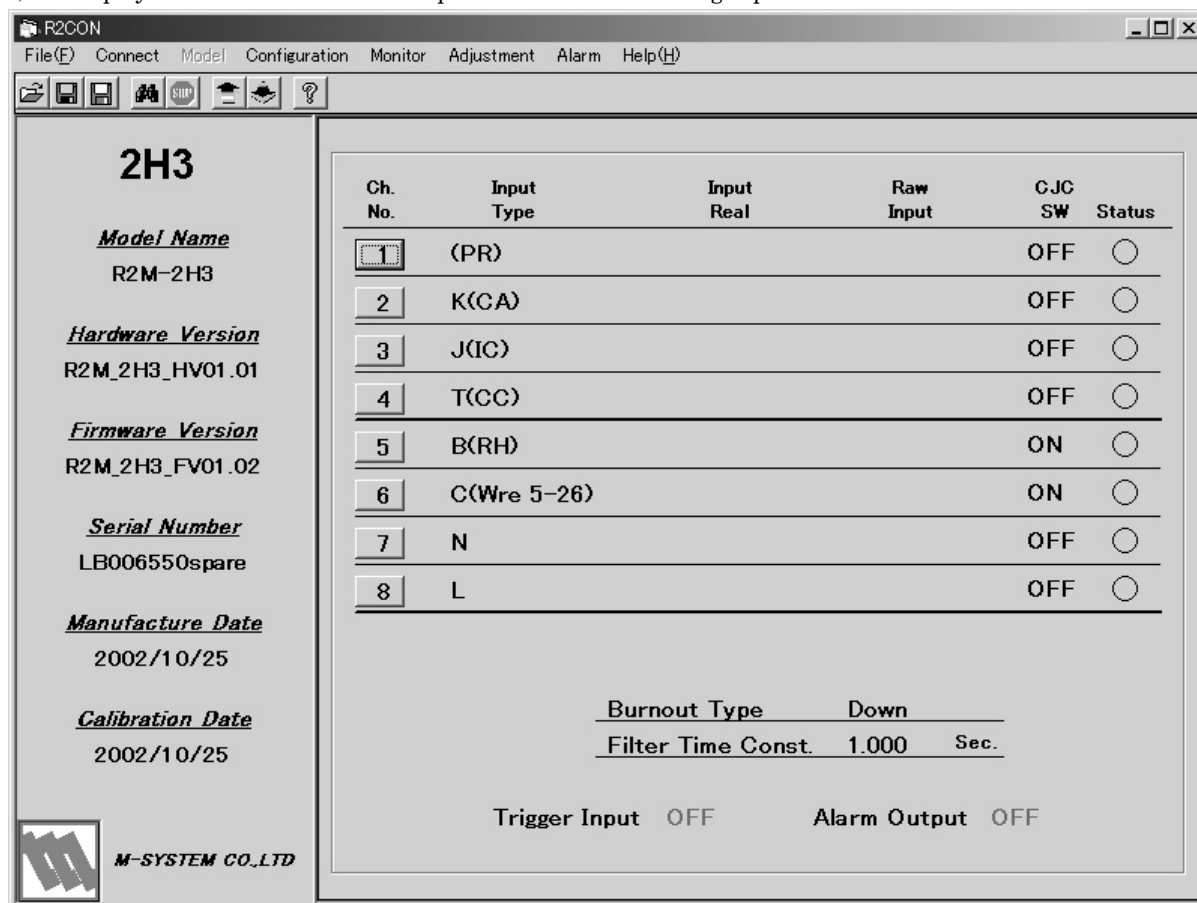 R2CON
File(F) Connect Model Configuration Monitor Adjustment Alarm Help(H)
STOP
2H3
Model Name
R2M-2H3
Hardware Version
R2M_2H3_HV01.01
Firmware Version
R2M_2H3_FV01.02
Serial Number
LB006550spare
Manufacture Date
2002/10/25
Calibration Date
2002/10/25
M-SYSTEM CO.,LTD
Ch. No. Input Type Input Real Raw Input CJC SW Status
1 (PR) OFF
2 K(CA) OFF
3 J(IC) OFF
4 T(CC) OFF
5 B(RH) ON
6 C(Wre 5-26) ON
7 N OFF
8 L OFF
Burnout Type Down
Filter Time Const. 1.000 Sec.
Trigger Input OFF Alarm Output OFF